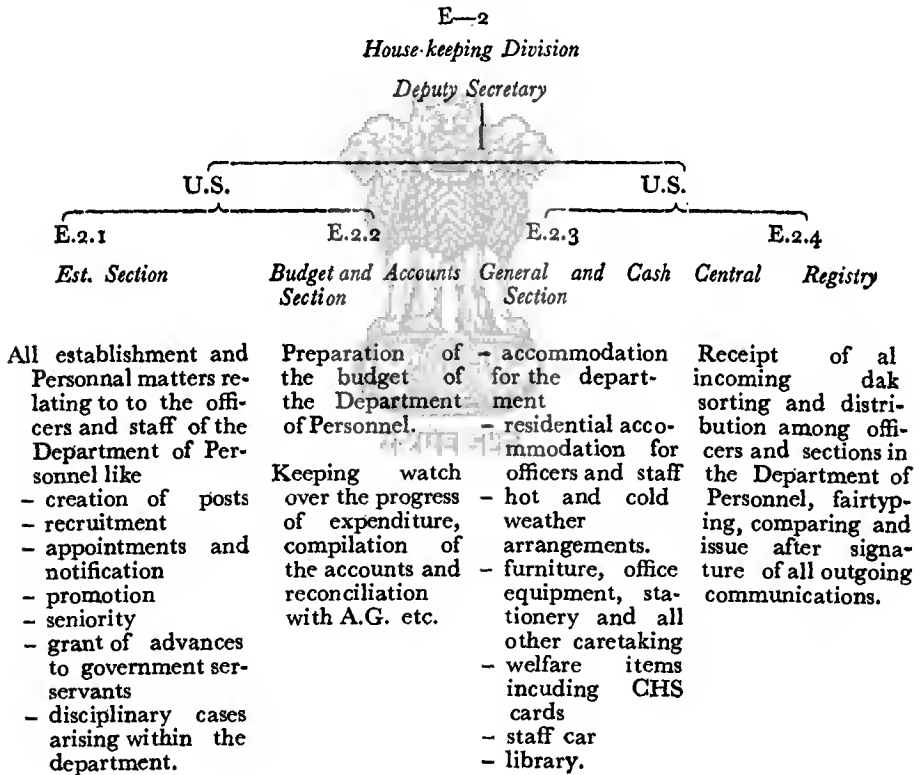 E—2
House-keeping Division
Deputy Secretary
U.S.
U.S.
E.2.1
E.2.2
E.2.3
E.2.4
Est. Section
Budget and Accounts
Section
General and Cash
Section
Central Registry
All establishment and
Personnal matters re-
lating to to the offi-
cers and staff of the
Department of Per-
sonnel like
– creation of posts
– recruitment
– appointments and
notification
– promotion
– seniority
– grant of advances
to government ser-
servants
– disciplinary cases
arising within the
department.
Preparation of
the budget of
the Department
of Personnel.
Keeping watch
over the progress
of expenditure,
compilation of
the accounts and
reconciliation
with A.G. etc.
– accommodation
for the depart-
ment
– residential acco-
mmodation for
officers and staff
– hot and cold
weather
arrangements.
– furniture, office
equipment, sta-
tionery and all
other caretaking
– welfare items
incuding CHS
cards
– staff car
– library.
Receipt of al
incoming dak
sorting and distri-
bution among offi-
cers and sections in
the Department of
Personnel, fairtyp-
ing, comparing and
issue after signa-
ture of all outgoing
communications.